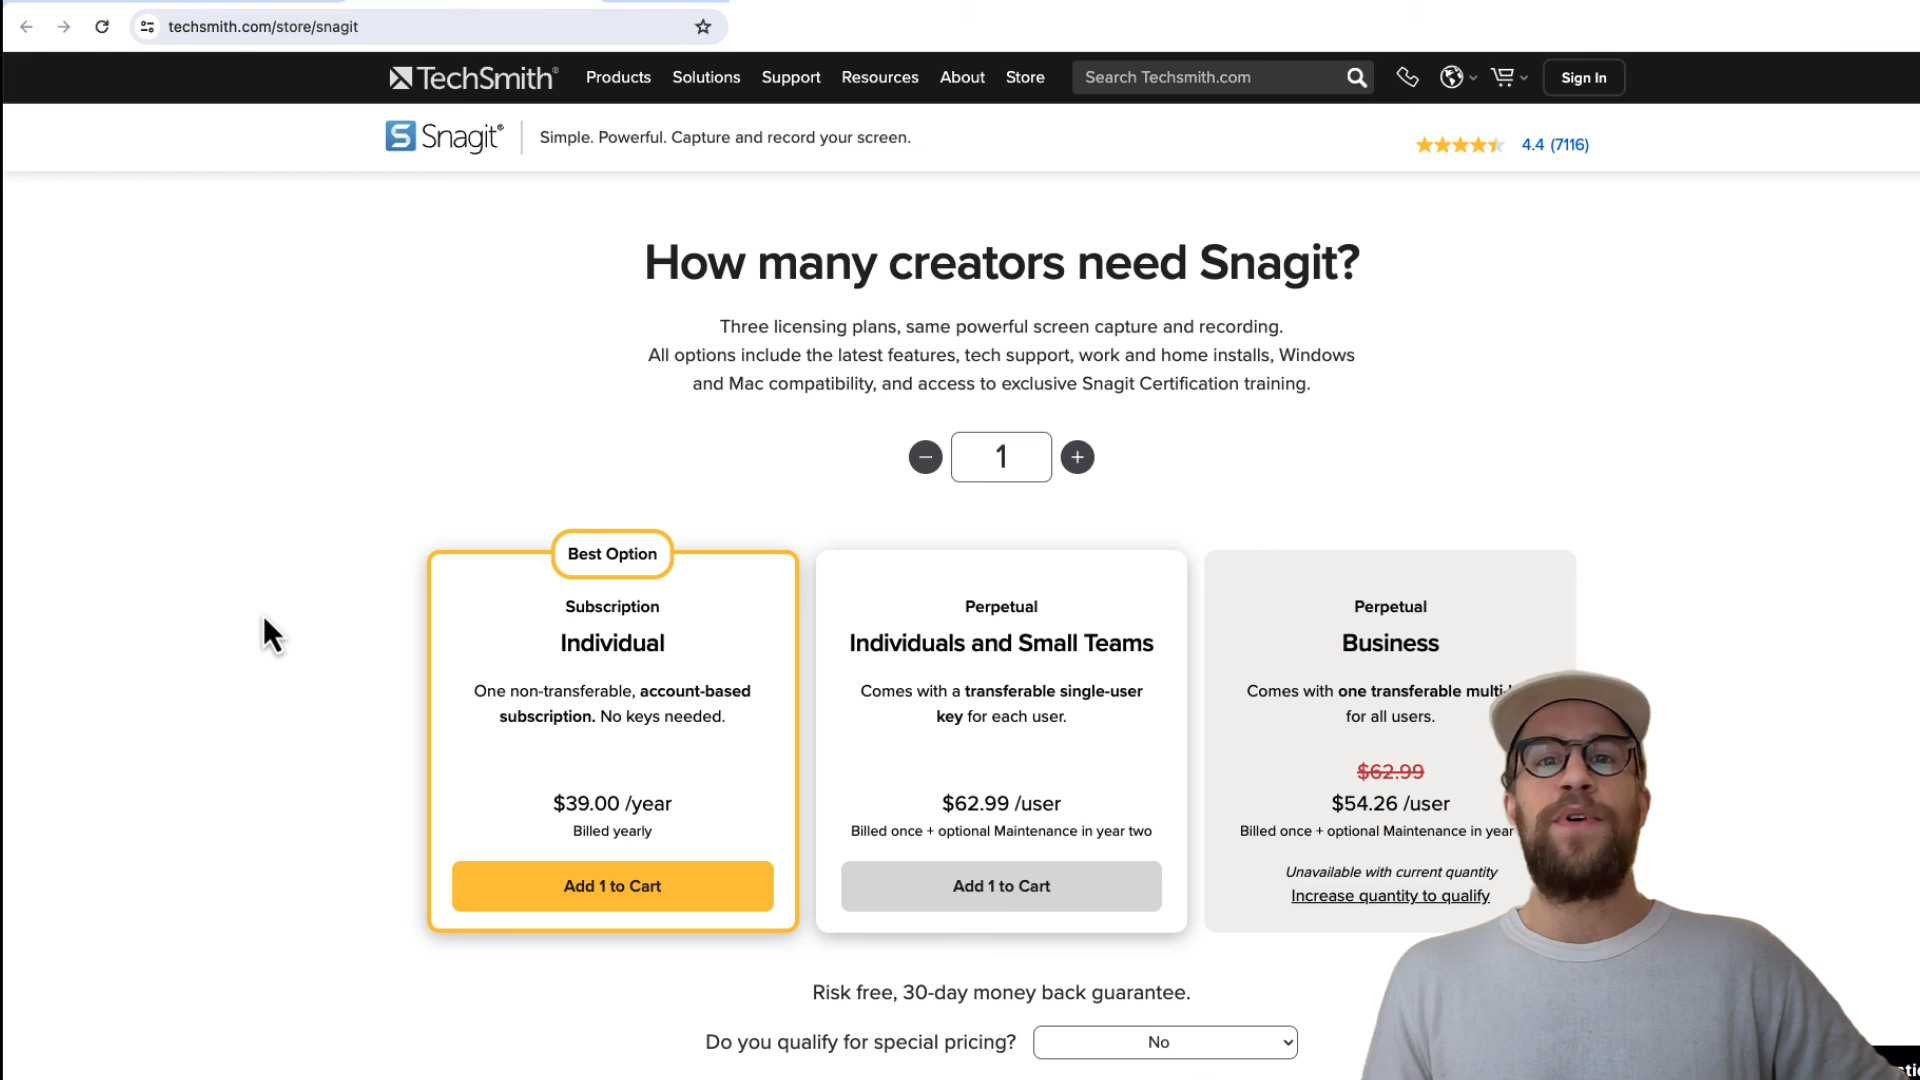 techsmith.com/store/snagit
TechSmith® Products Solutions Support Resources About Store Search Techsmith.com Sign In
S Snagit® Simple. Powerful. Capture and record your screen. 4.4 (7116)
How many creators need Snagit?
Three licensing plans, same powerful screen capture and recording.
All options include the latest features, tech support, work and home installs, Windows
and Mac compatibility, and access to exclusive Snagit Certification training.
1
Best Option
Subscription
Individual
One non-transferable, account-based
subscription. No keys needed.
$39.00 /year
Billed yearly
Add 1 to Cart
Perpetual
Individuals and Small Teams
Comes with a transferable single-user
key for each user.
$62.99 /user
Billed once + optional Maintenance in year two
Add 1 to Cart
Perpetual
Business
Comes with one transferable multi-
for all users.
$62.99
$54.26 /user
Billed once + optional Maintenance in year
Unavailable with current quantity
Increase quantity to qualify
Risk free, 30-day money back guarantee.
Do you qualify for special pricing? No